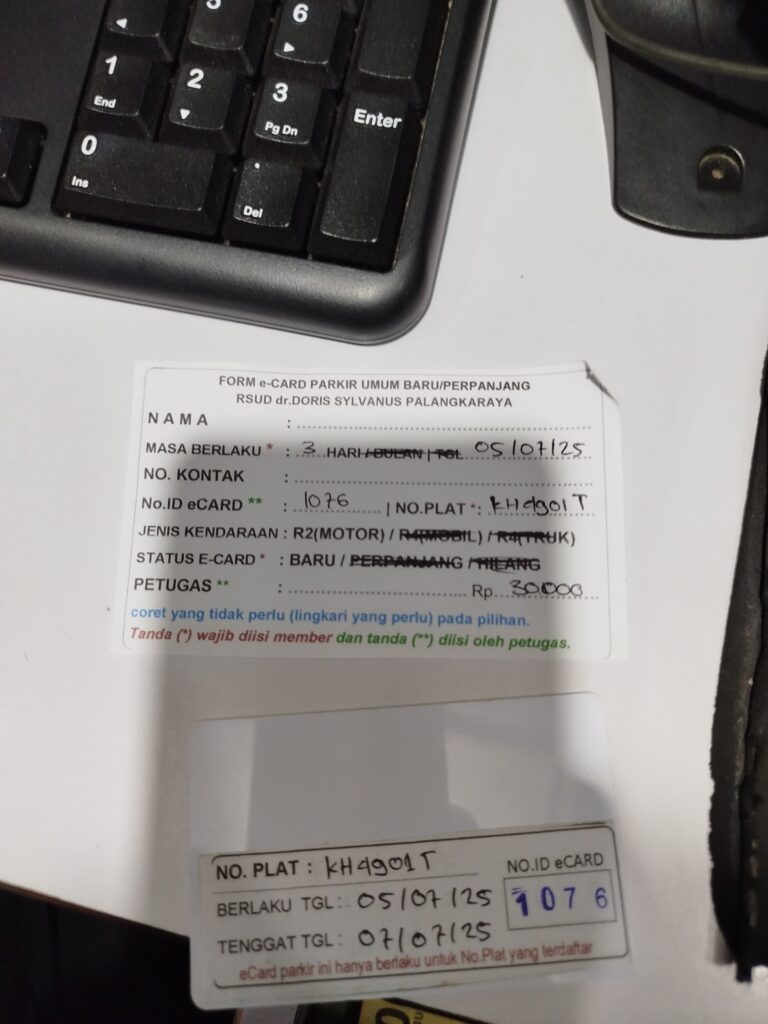 5
6
1
End
2
3
Pg Dn
Enter
0
Ins
.
Del
FORM e-CARD PARKIR UMUM BARU/PERPANJANG
RSUD dr.DORIS SYLVANUS PALANGKARAYA
NAMA :
MASA BERLAKU * : 3 HARI / BULAN | TGL 05/07/25
NO. KONTAK :
No.ID eCARD ** : 1076 | NO.PLAT *: KH4901T
JENIS KENDARAAN : R2(MOTOR) / R4(MOBIL) / R4(TRUK)
STATUS E-CARD * : BARU / PERPANJANG / HILANG
PETUGAS ** : Rp. 30.000
coret yang tidak perlu (lingkari yang perlu) pada pilihan.
Tanda (*) wajib diisi member dan tanda (**) diisi oleh petugas.
NO. PLAT : KH4901T
NO.ID eCARD
BERLAKU TGL : 05/07/25
1076
TENGGAT TGL : 07/07/25
eCard parkir ini hanya berlaku untuk No.Plat yang terdaftar